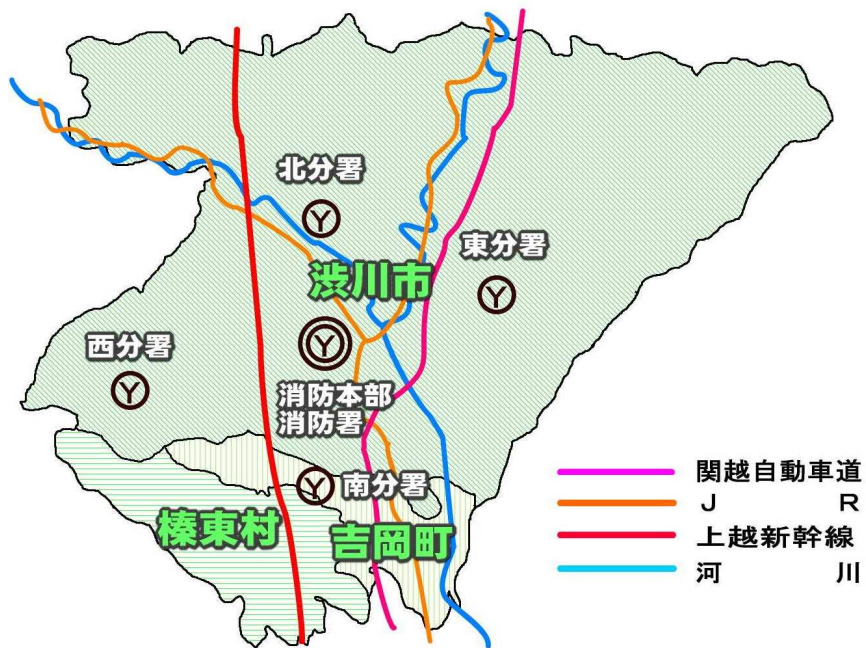 北分署
東分署
渋川市
西分署
消防本部
消防署
南分署
榛東村
吉岡町
関越自動車道
J R
上越新幹線
河 川